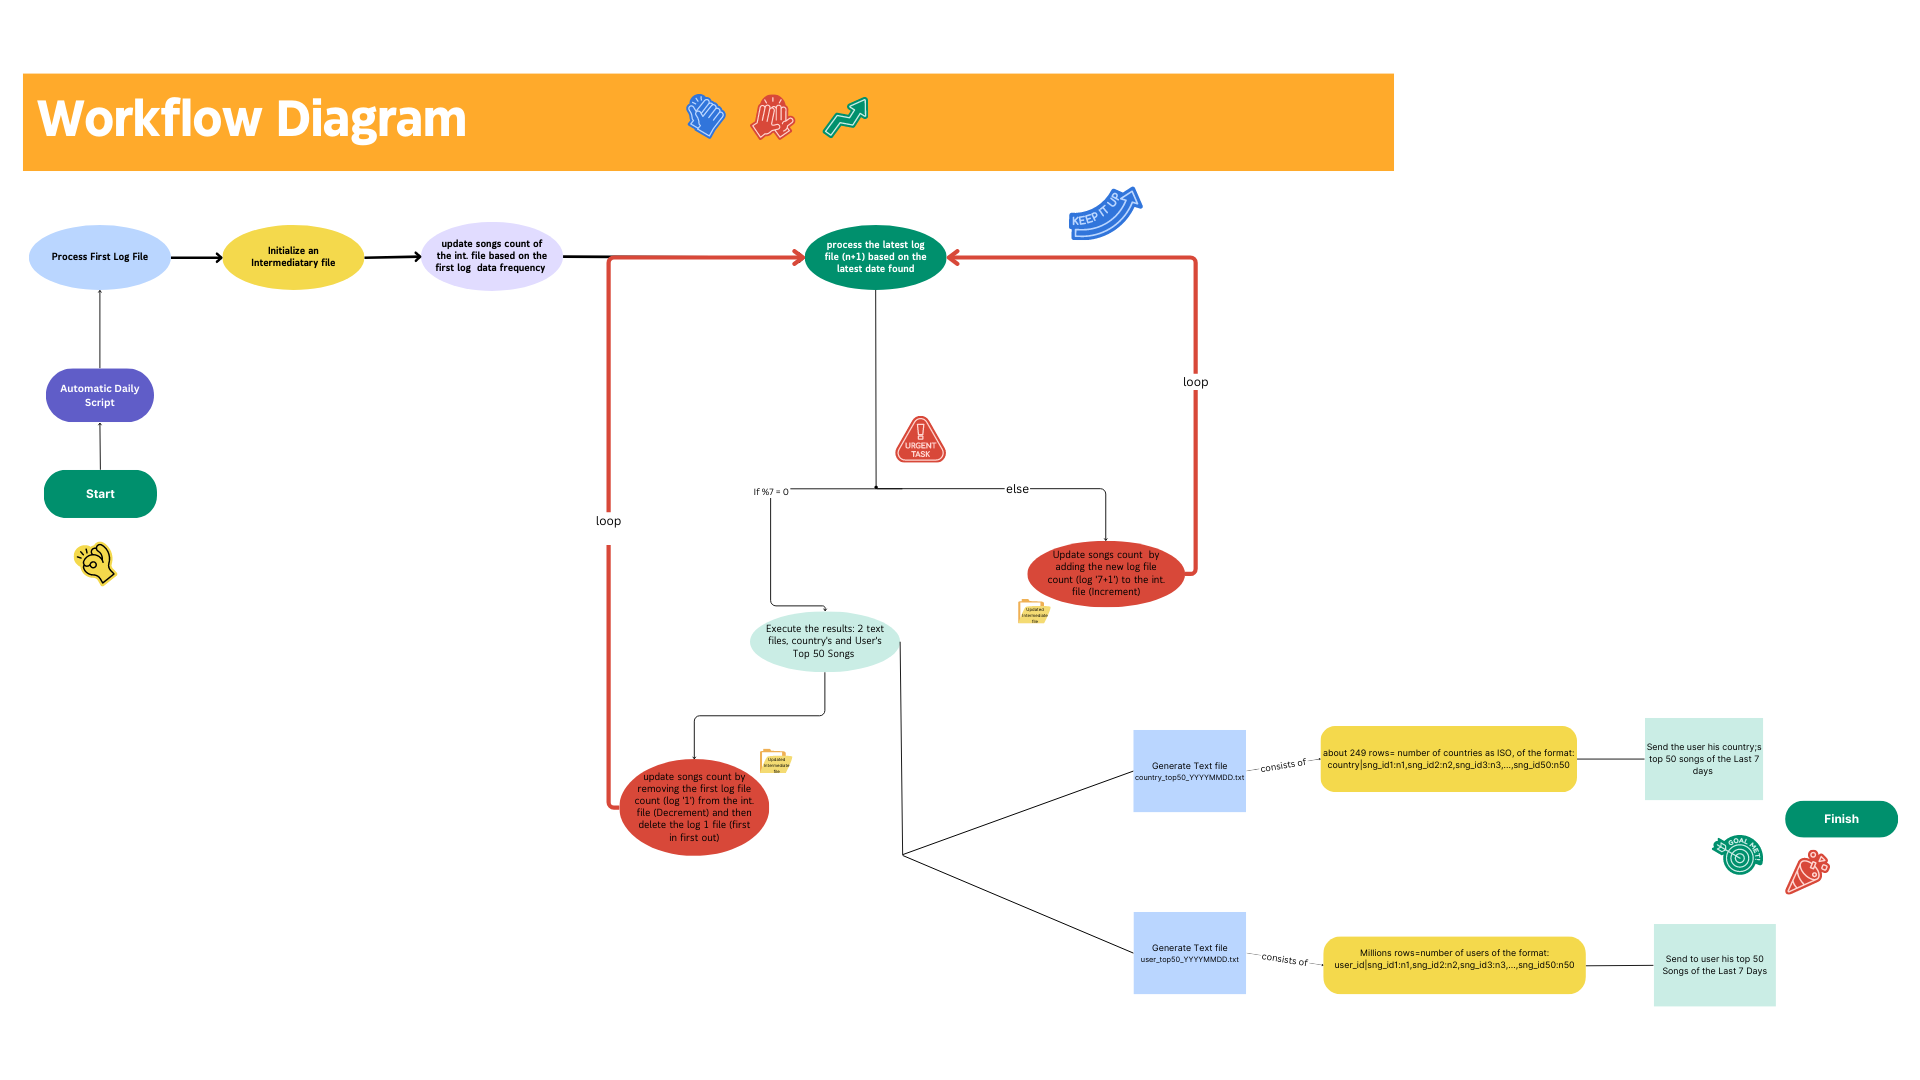 Workflow Diagram
KEEP IT UP
Process First Log File
Initialize an
Intermediatary file
update songs count of
the int. file based on the
first log data frequency
process the latest log
file (n+1) based on the
latest date found
loop
Automatic Daily
Script
URGENT
TASK
Start
If %7 = 0
else
loop
Update songs count by
adding the new log file
count (log '7+1') to the int.
file (Increment)
Updated
intermediate
file
Execute the results: 2 text
files, country's and User's
Top 50 Songs
Updated
intermediate
file
update songs count by
removing the first log file
count (log '1') from the int.
file (Decrement) and then
delete the log 1 file (first
in first out)
Generate Text file
country_top50_YYYYMMDD.txt
consists of
about 249 rows= number of countries as ISO, of the format:
country|sng_id1:n1,sng_id2:n2,sng_id3:n3,...,sng_id50:n50
Send the user his country;s
top 50 songs of the Last 7
days
Finish
GOAL MET!
Generate Text file
user_top50_YYYYMMDD.txt
consists of
Millions rows=number of users of the format:
user_id|sng_id1:n1,sng_id2:n2,sng_id3:n3,...,sng_id50:n50
Send to user his top 50
Songs of the Last 7 Days